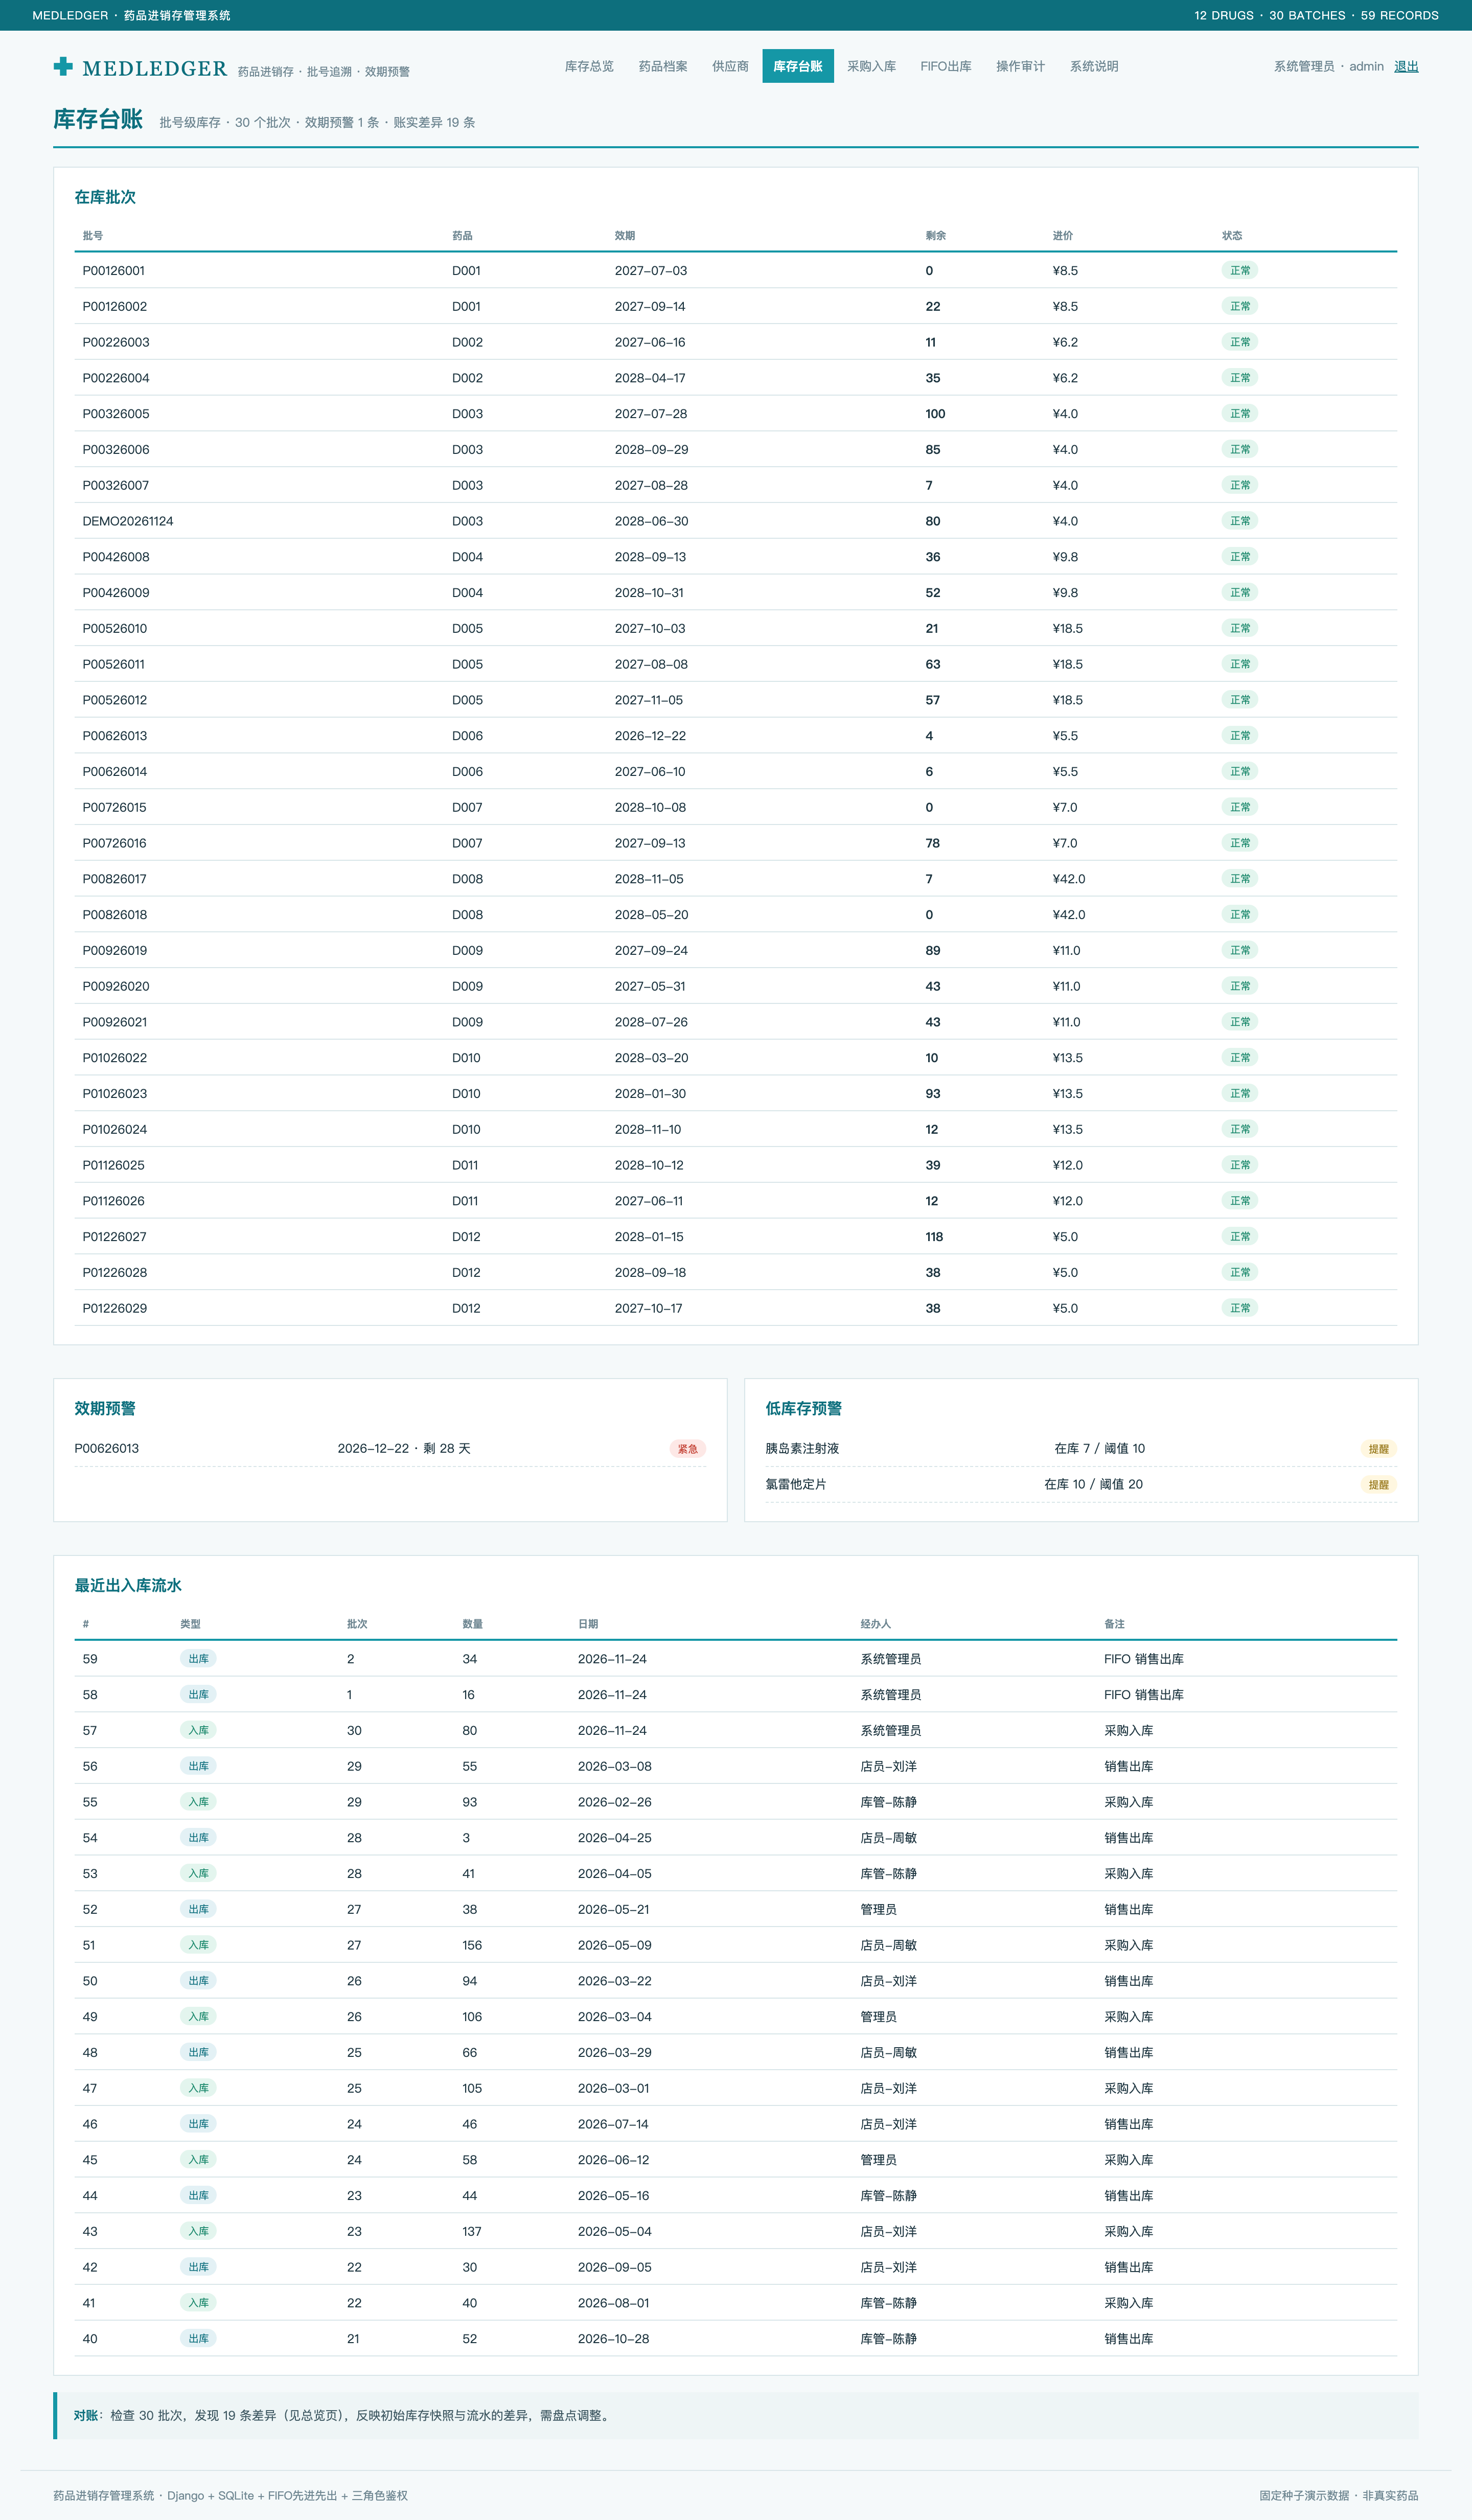 MEDLEDGER · 药品进销存管理系统 12 DRUGS · 30 BATCHES · 59 RECORDS
MEDLEDGER 药品进销存 · 批号追溯 · 效期预警 库存总览 药品档案 供应商 库存台账 采购入库 FIFO出库 操作审计 系统说明 系统管理员 · admin 退出
库存台账 批号级库存 · 30 个批次 · 效期预警 1 条 · 账实差异 19 条
在库批次
批号 药品 效期 剩余 进价 状态
P00126001 D001 2027-07-03 0 ¥8.5 正常
P00126002 D001 2027-09-14 22 ¥8.5 正常
P00226003 D002 2027-06-16 11 ¥6.2 正常
P00226004 D002 2028-04-17 35 ¥6.2 正常
P00326005 D003 2027-07-28 100 ¥4.0 正常
P00326006 D003 2028-09-29 85 ¥4.0 正常
P00326007 D003 2027-08-28 7 ¥4.0 正常
DEMO20261124 D003 2028-06-30 80 ¥4.0 正常
P00426008 D004 2028-09-13 36 ¥9.8 正常
P00426009 D004 2028-10-31 52 ¥9.8 正常
P00526010 D005 2027-10-03 21 ¥18.5 正常
P00526011 D005 2027-08-08 63 ¥18.5 正常
P00526012 D005 2027-11-05 57 ¥18.5 正常
P00626013 D006 2026-12-22 4 ¥5.5 正常
P00626014 D006 2027-06-10 6 ¥5.5 正常
P00726015 D007 2028-10-08 0 ¥7.0 正常
P00726016 D007 2027-09-13 78 ¥7.0 正常
P00826017 D008 2028-11-05 7 ¥42.0 正常
P00826018 D008 2028-05-20 0 ¥42.0 正常
P00926019 D009 2027-09-24 89 ¥11.0 正常
P00926020 D009 2027-05-31 43 ¥11.0 正常
P00926021 D009 2028-07-26 43 ¥11.0 正常
P01026022 D010 2028-03-20 10 ¥13.5 正常
P01026023 D010 2028-01-30 93 ¥13.5 正常
P01026024 D010 2028-11-10 12 ¥13.5 正常
P01126025 D011 2028-10-12 39 ¥12.0 正常
P01126026 D011 2027-06-11 12 ¥12.0 正常
P01226027 D012 2028-01-15 118 ¥5.0 正常
P01226028 D012 2028-09-18 38 ¥5.0 正常
P01226029 D012 2027-10-17 38 ¥5.0 正常
效期预警
P00626013 2026-12-22 · 剩 28 天 紧急
低库存预警
胰岛素注射液 在库 7 / 阈值 10 提醒
氯雷他定片 在库 10 / 阈值 20 提醒
最近出入库流水
# 类型 批次 数量 日期 经办人 备注
59 出库 2 34 2026-11-24 系统管理员 FIFO 销售出库
58 出库 1 16 2026-11-24 系统管理员 FIFO 销售出库
57 入库 30 80 2026-11-24 系统管理员 采购入库
56 出库 29 55 2026-03-08 店员-刘洋 销售出库
55 入库 29 93 2026-02-26 库管-陈静 采购入库
54 出库 28 3 2026-04-25 店员-周敏 销售出库
53 入库 28 41 2026-04-05 库管-陈静 采购入库
52 出库 27 38 2026-05-21 管理员 销售出库
51 入库 27 156 2026-05-09 店员-周敏 采购入库
50 出库 26 94 2026-03-22 店员-刘洋 销售出库
49 入库 26 106 2026-03-04 管理员 采购入库
48 出库 25 66 2026-03-29 店员-周敏 销售出库
47 入库 25 105 2026-03-01 店员-刘洋 采购入库
46 出库 24 46 2026-07-14 店员-刘洋 销售出库
45 入库 24 58 2026-06-12 管理员 采购入库
44 出库 23 44 2026-05-16 库管-陈静 销售出库
43 入库 23 137 2026-05-04 店员-刘洋 采购入库
42 出库 22 30 2026-09-05 店员-刘洋 销售出库
41 入库 22 40 2026-08-01 库管-陈静 采购入库
40 出库 21 52 2026-10-28 库管-陈静 销售出库
对账：检查 30 批次，发现 19 条差异（见总览页），反映初始库存快照与流水的差异，需盘点调整。
药品进销存管理系统 · Django + SQLite + FIFO先进先出 + 三角色鉴权 固定种子演示数据 · 非真实药品